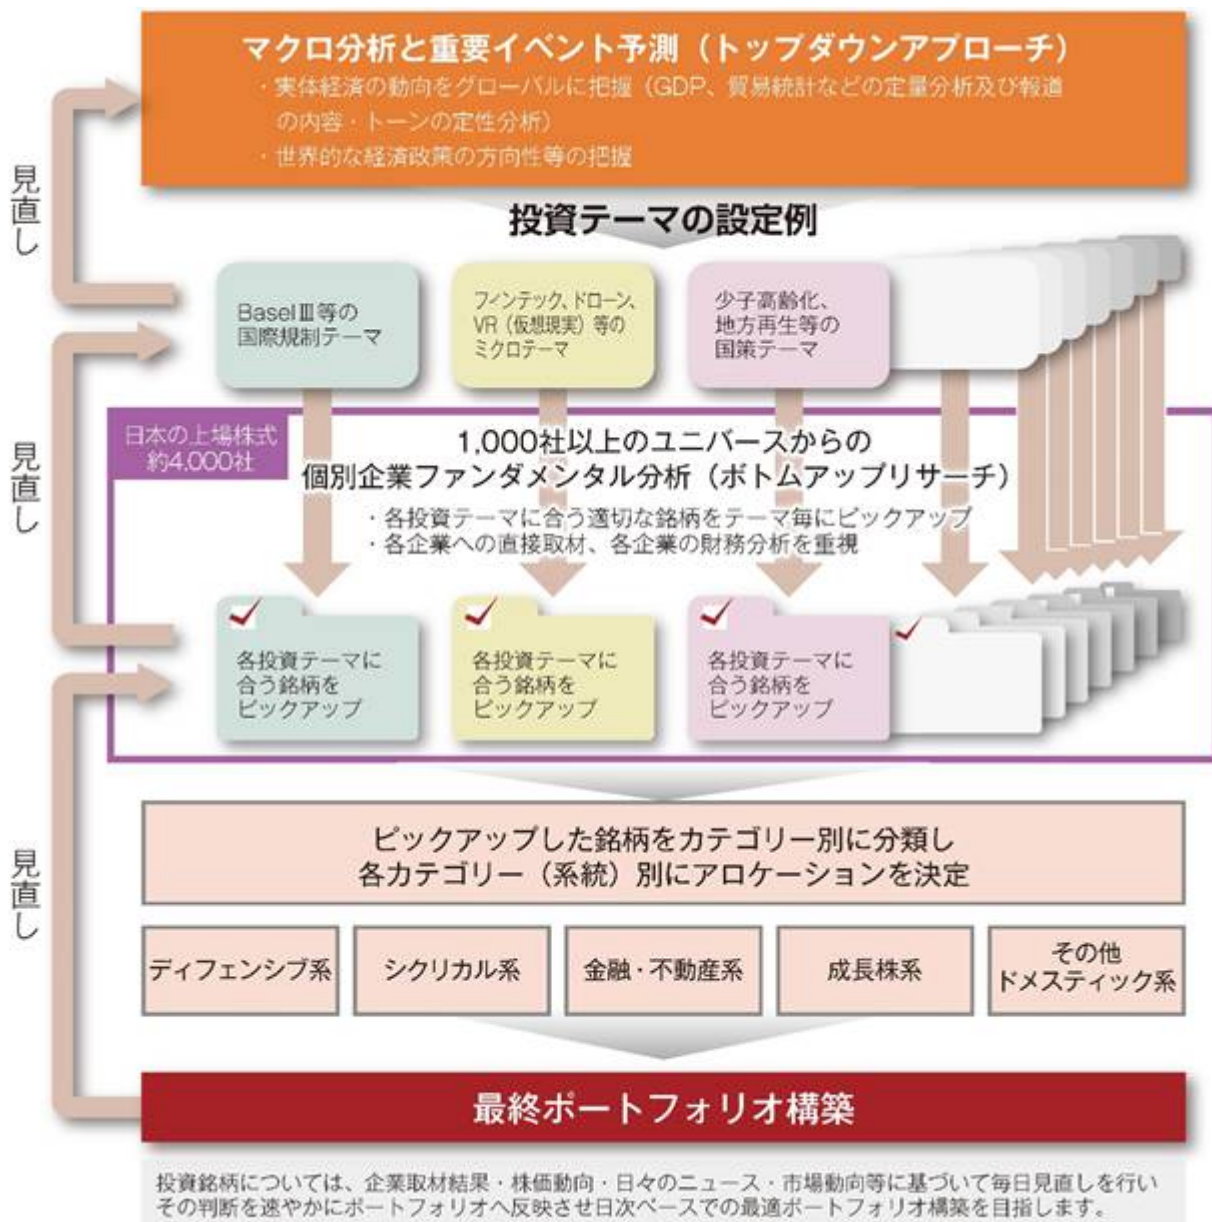 マクロ分析と重要イベント予測（トップダウンアプローチ）
・実体経済の動向をグローバルに把握（GDP、貿易統計などの定量分析及び報道
の内容・トーンの定性分析）
・世界的な経済政策の方向性等の把握
見直し
投資テーマの設定例
BaselⅢ等の
国際規制テーマ
フィンテック、ドローン、
VR（仮想現実）等の
ミクロテーマ
少子高齢化、
地方再生等の
国策テーマ
見直し
日本の上場株式
約4,000社
1,000社以上のユニバースからの
個別企業ファンダメンタル分析（ボトムアップリサーチ）
・各投資テーマに合う適切な銘柄をテーマ毎にピックアップ
・各企業への直接取材、各企業の財務分析を重視
各投資テーマに
合う銘柄を
ピックアップ
各投資テーマに
合う銘柄を
ピックアップ
各投資テーマに
合う銘柄を
ピックアップ
見直し
ピックアップした銘柄をカテゴリー別に分類し
各カテゴリー（系統）別にアロケーションを決定
ディフェンシブ系
シクリカル系
金融・不動産系
成長株系
その他
ドメスティック系
最終ポートフォリオ構築
投資銘柄については、企業取材結果・株価動向・日々のニュース・市場動向等に基づいて毎日見直しを行い
その判断を速やかにポートフォリオへ反映させ日次ベースでの最適ポートフォリオ構築を目指します。